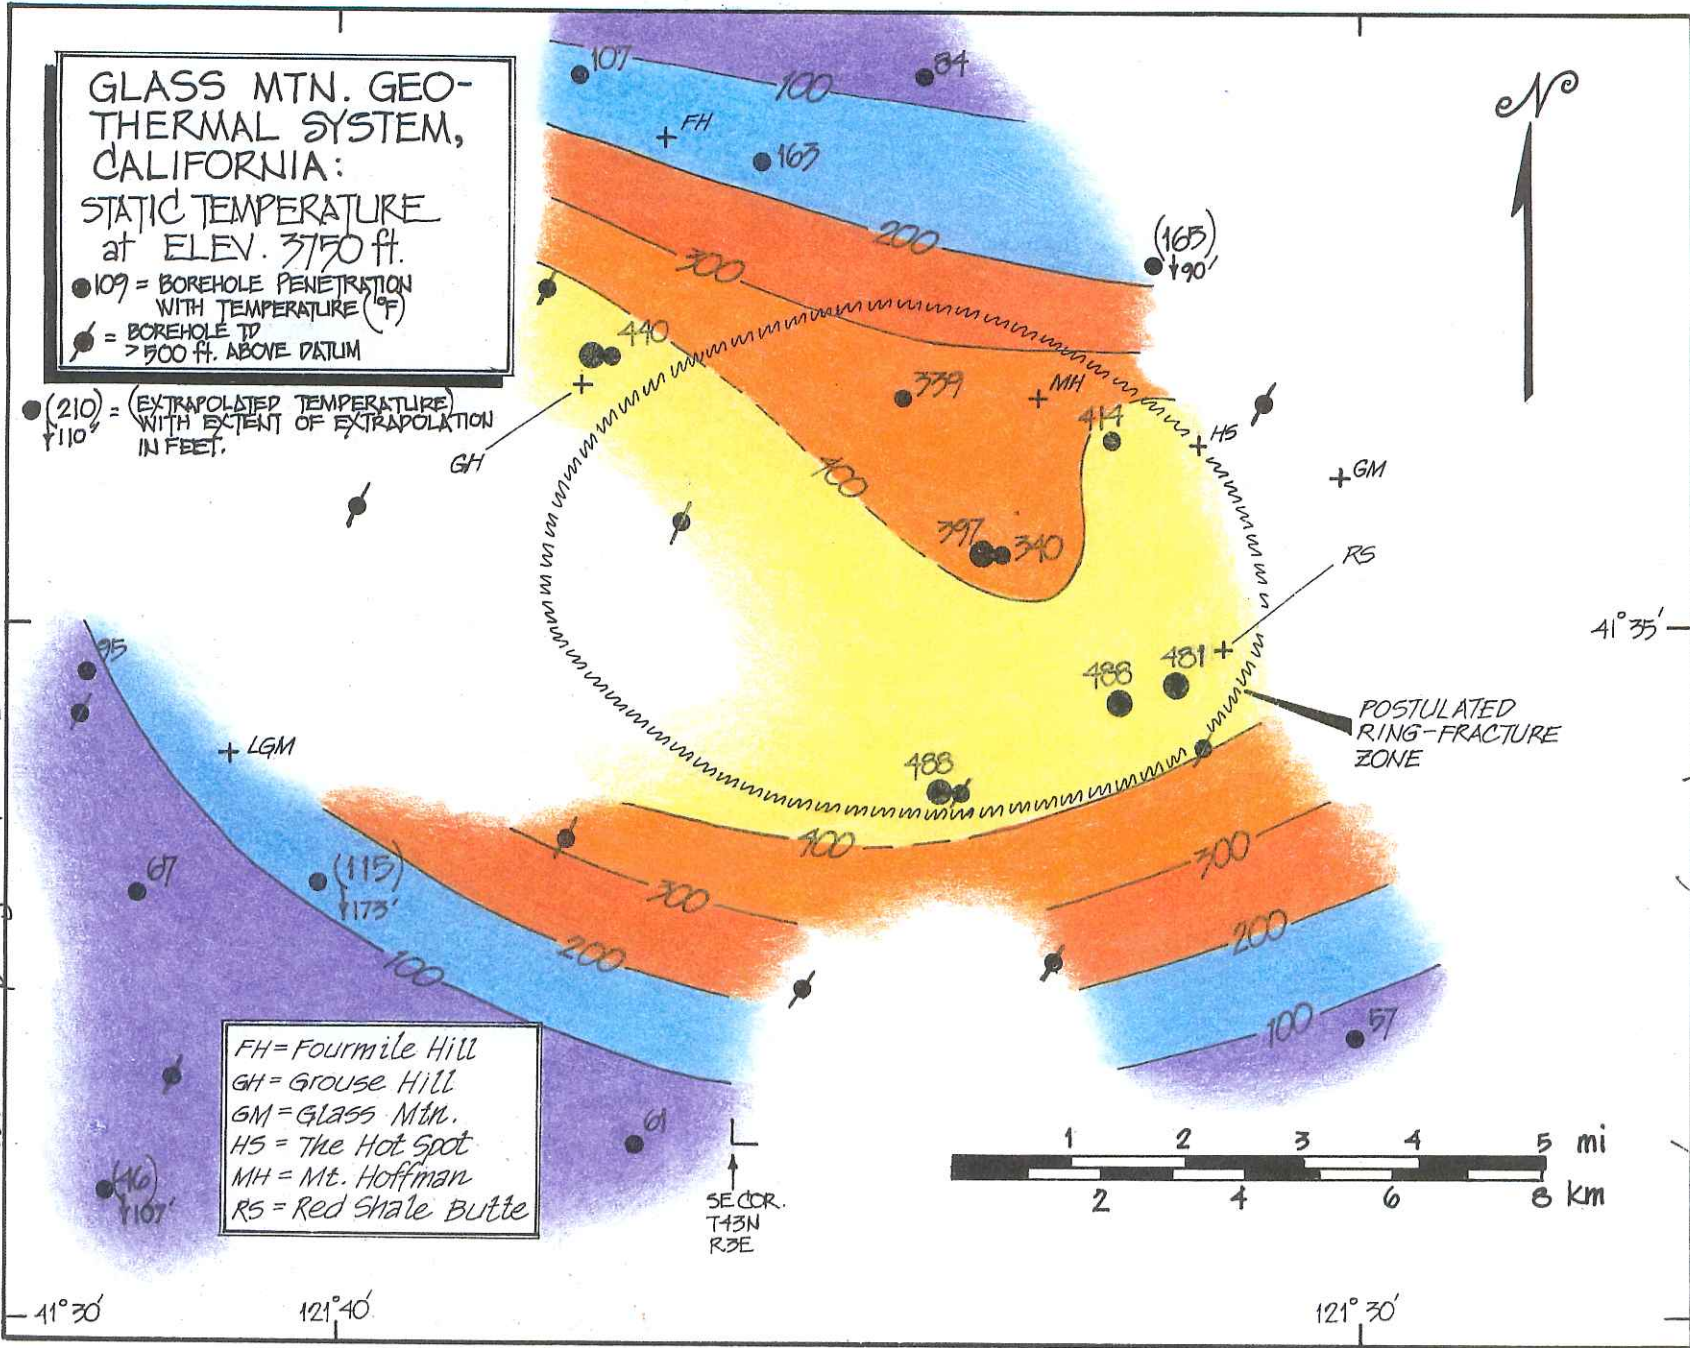 GLASS MTN. GEO-
THERMAL SYSTEM,
CALIFORNIA:
STATIC TEMPERATURE
at ELEV. 3750 ft.
109 = BOREHOLE PENETRATION
WITH TEMPERATURE (°F)
= BOREHOLE TD
>500 ft. ABOVE DATUM
(210) = (EXTRAPOLATED TEMPERATURE)
110' WITH EXTENT OF EXTRAPOLATION
IN FEET.
107
84
100
FH
163
N
200
(165)
90'
300
440
339
MH
414
HS
GH
GM
400
397
340
RS
41°35'
95
488
481
LGM
POSTULATED
RING-FRACTURE
ZONE
488
400
300
67
(115)
173'
300
200
200
100
100
57
FH = Fourmile Hill
GH = Grouse Hill
GM = Glass Mtn.
HS = The Hot Spot
MH = Mt. Hoffman
RS = Red Shale Butte
61
(46)
107'
SE COR.
T43N
R3E
1 2 3 4 5 mi
2 4 6 8 km
41°30'
121°40'
121°30'